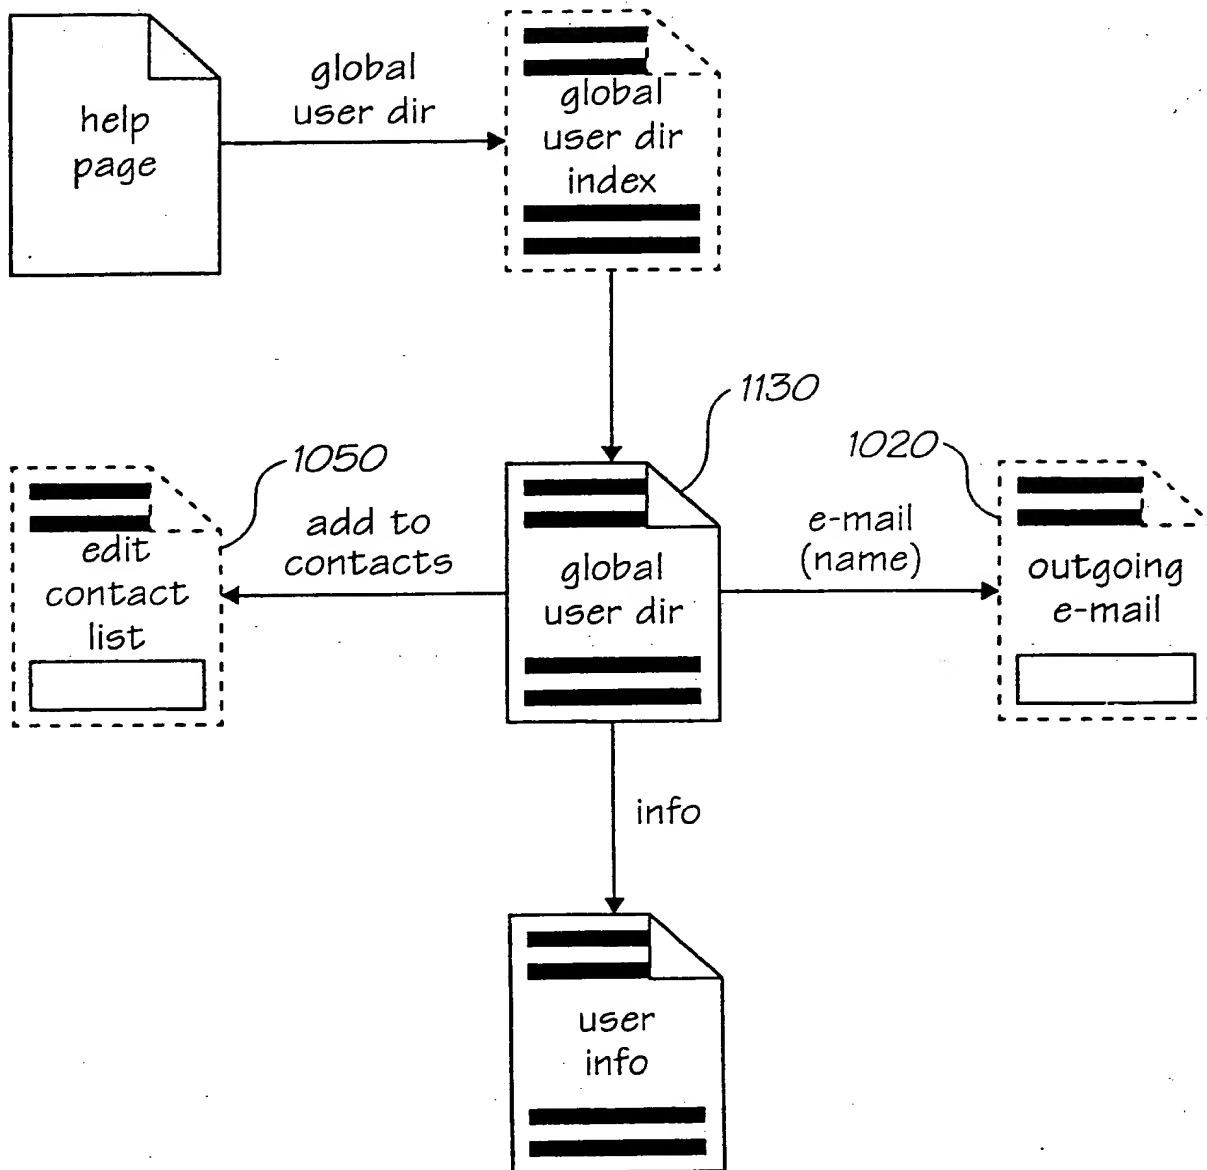 help
page
global
user dir
global
user dir
index
1130
1050
1020
add to
contacts
e-mail
(name)
edit
contact
list
global
user dir
outgoing
e-mail
info
user
info